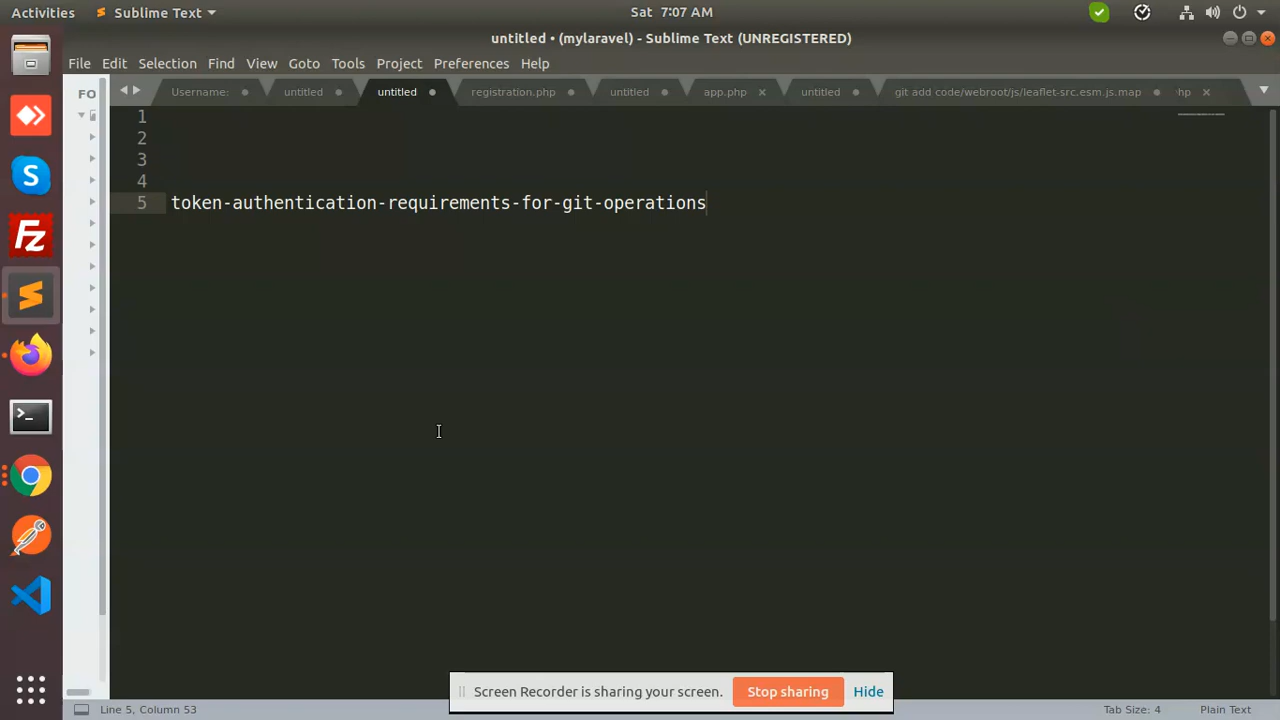 Activities Sublime Text Sat 7:07 AM
untitled • (mylaravel) - Sublime Text (UNREGISTERED)
File Edit Selection Find View Goto Tools Project Preferences Help
FO Username: untitled untitled registration.php untitled app.php untitled git add code/webroot/js/leaflet-src.esm.js.map hp
1
2
3
4
5 token-authentication-requirements-for-git-operations
Screen Recorder is sharing your screen. Stop sharing Hide
Line 5, Column 53 Tab Size: 4 Plain Text